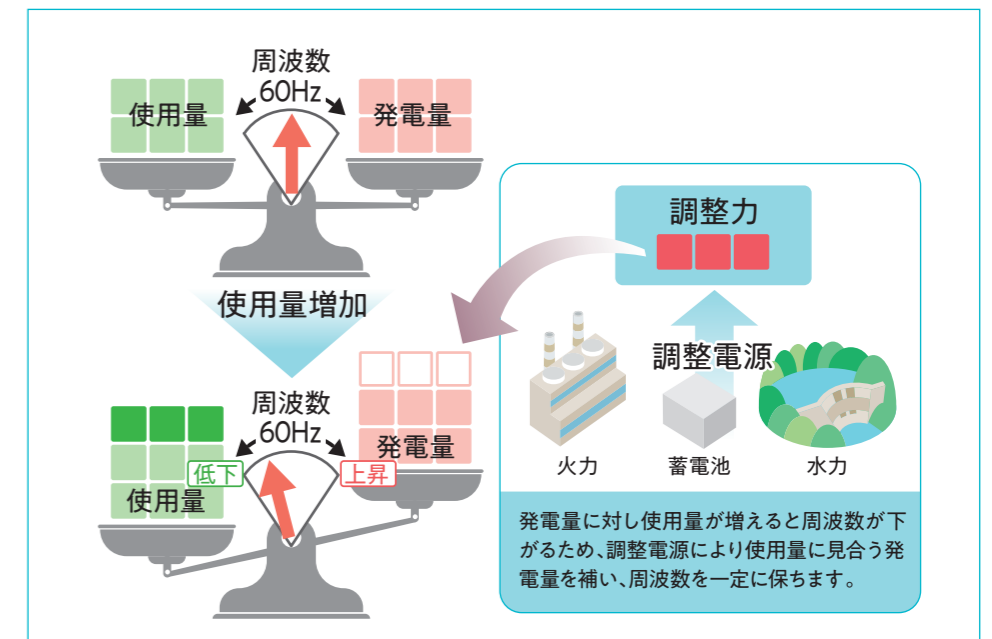 周波数
60Hz
使用量
発電量
使用量増加
周波数
60Hz
低下
上昇
使用量
発電量
調整力
調整電源
火力
蓄電池
水力
発電量に対し使用量が増えると周波数が下
がるため、調整電源により使用量に見合う発
電量を補い、周波数を一定に保ちます。